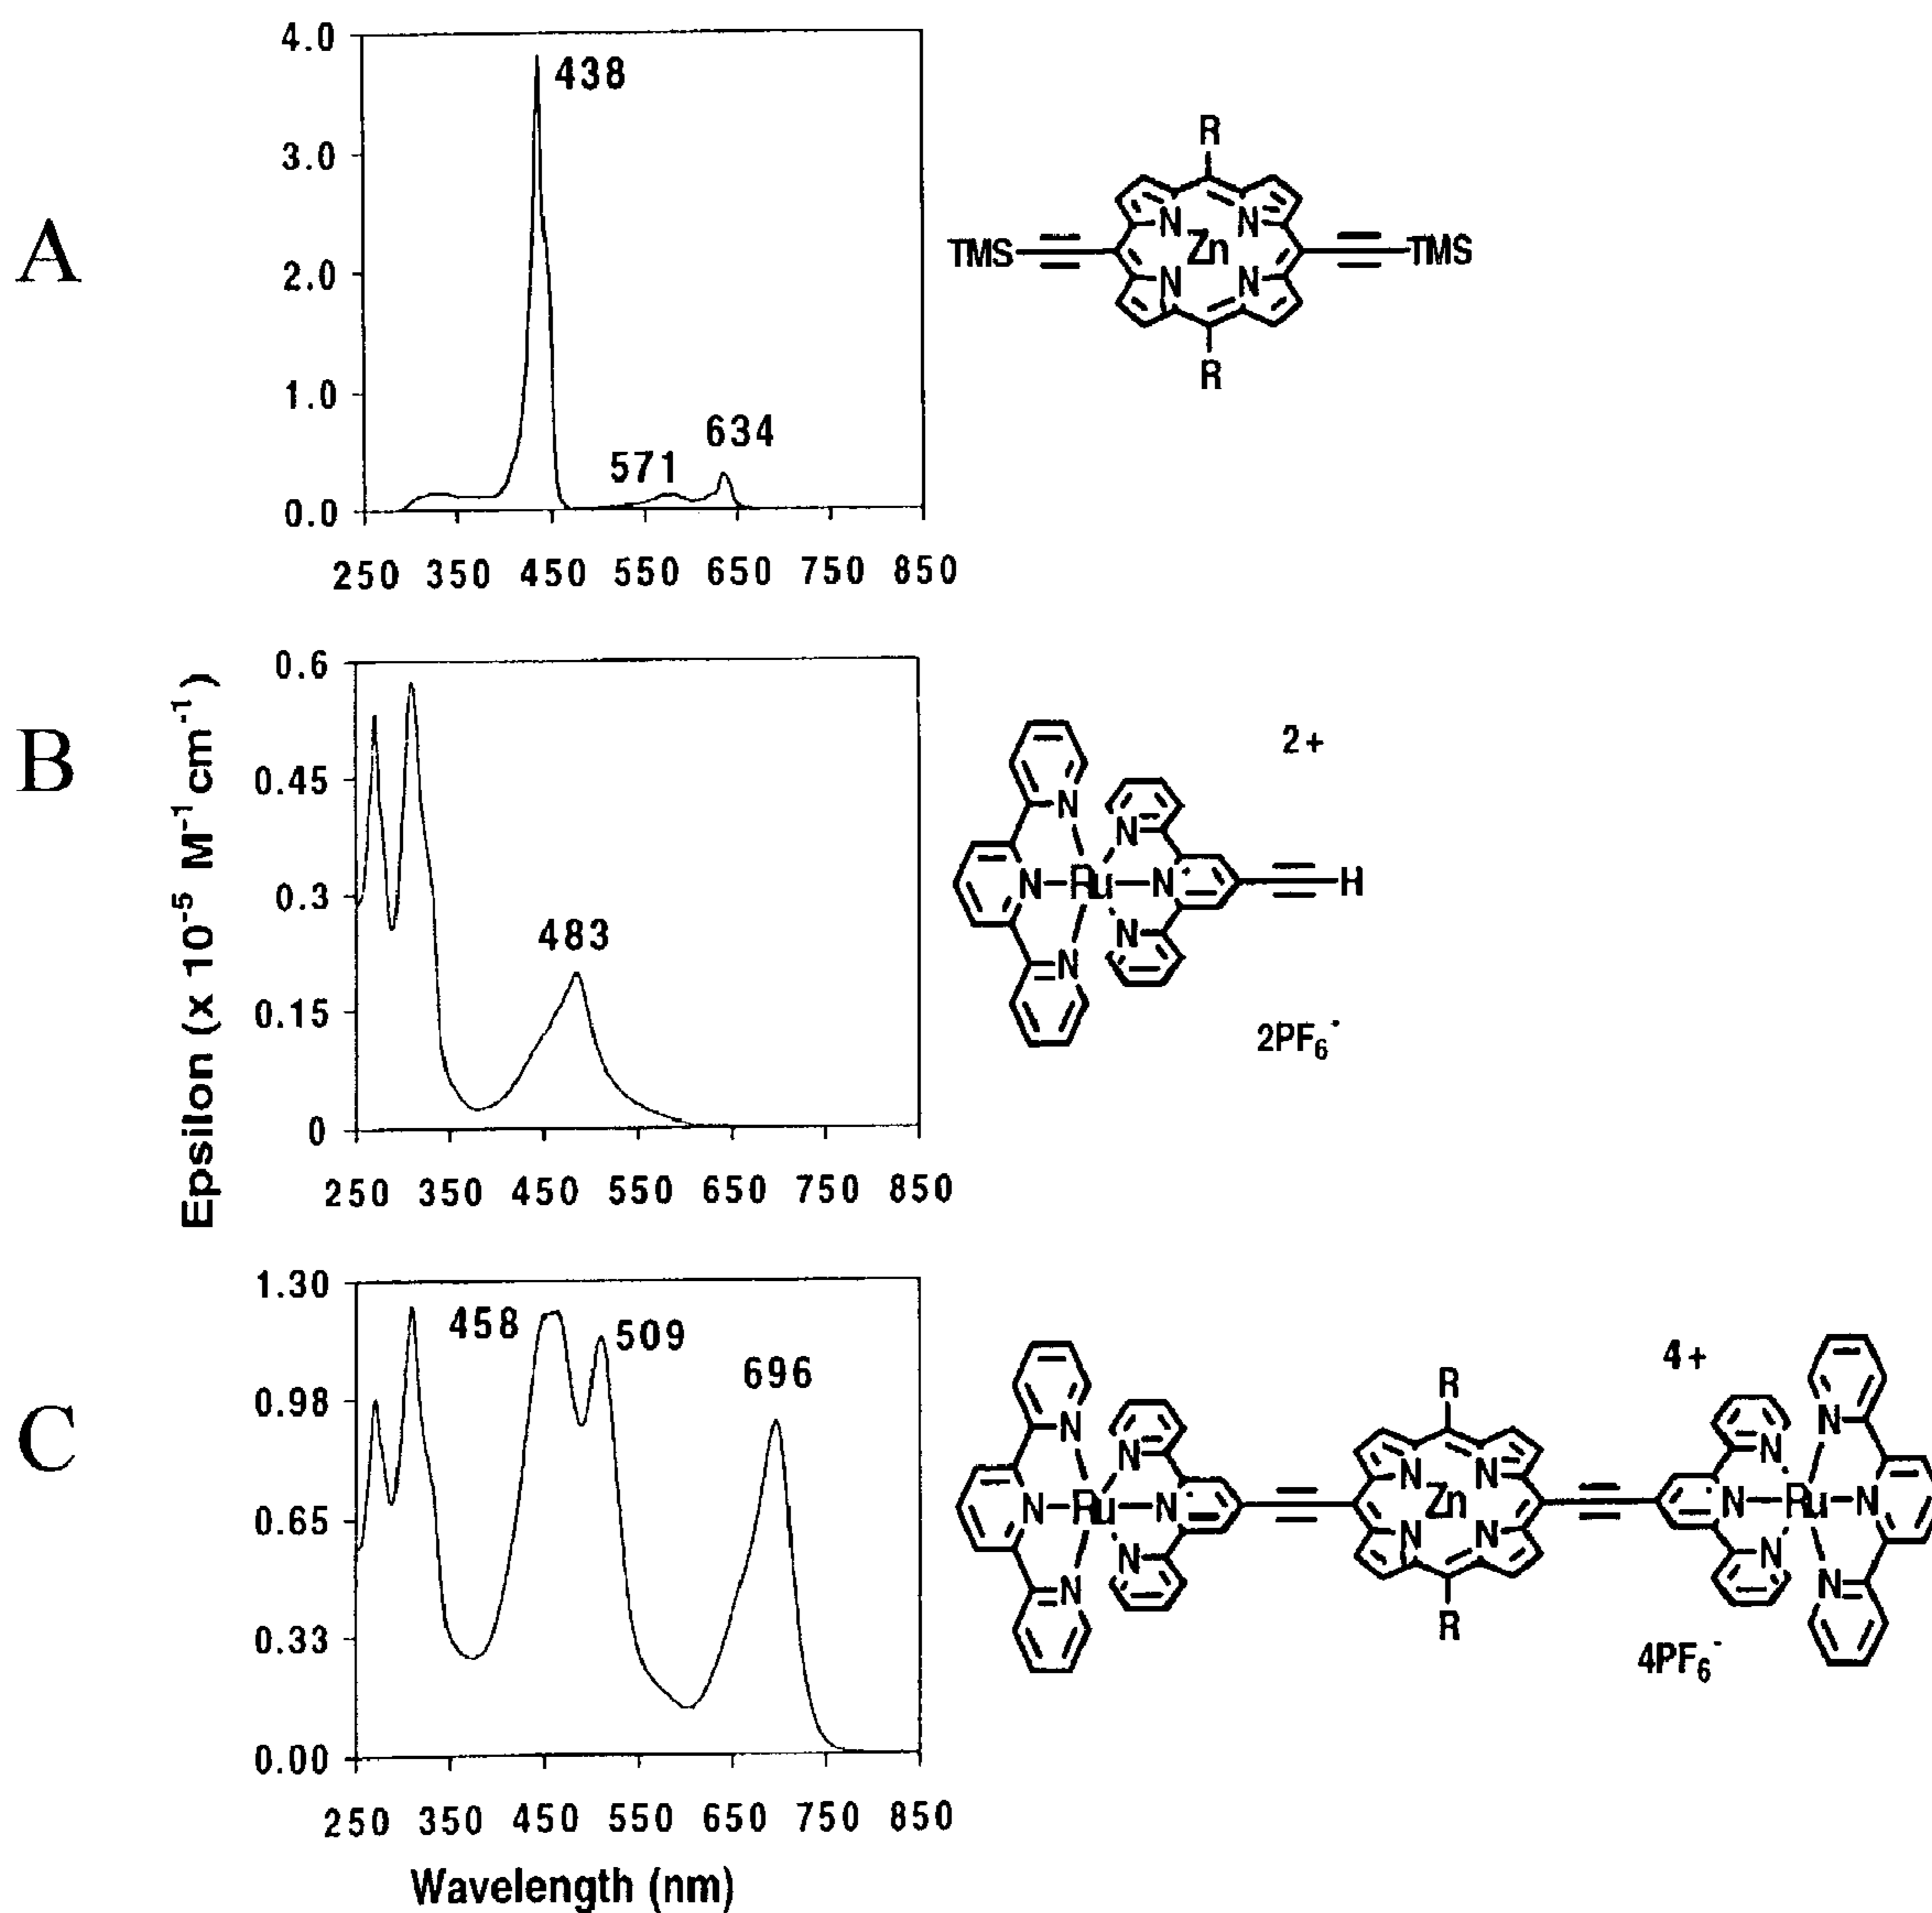 A
4.0
3.0
2.0
1.0
0.0
438
571
634
250 350 450 550 650 750 850
R
N N
TMS Zn TMS
N N
R
Epsilon (x 10-5 M-1cm-1)
B
0.6
0.45
0.3
0.15
0
483
250 350 450 550 650 750 850
2+
N
N
N Ru N H
N
N
2PF6-
C
1.30
0.98
0.65
0.33
0.00
458
509
696
250 350 450 550 650 750 850
Wavelength (nm)
4+
R
N N N N N N
N Ru N Zn N Ru N
N N N N N N
R
4PF6-